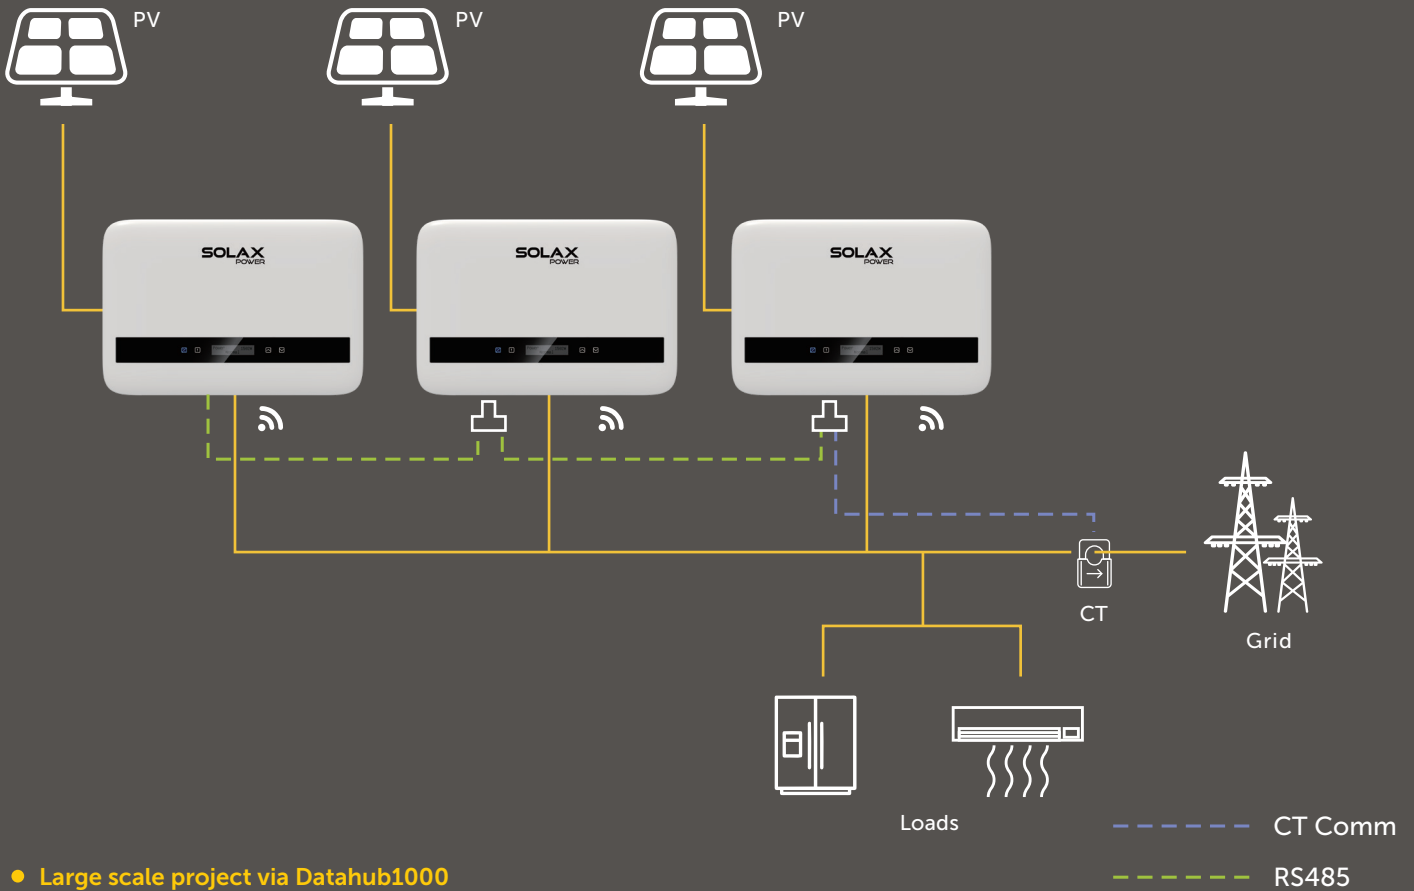 PV
PV
PV
SOLAX
POWER
SOLAX
POWER
SOLAX
POWER
CT
Grid
Loads
CT Comm
RS485
Large scale project via Datahub1000